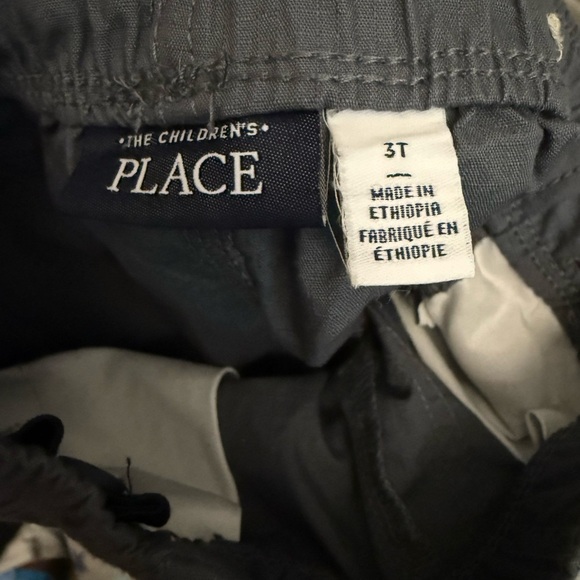 •THE CHILDREN'S•
PLACE
3T
MADE IN
ETHIOPIA
FABRIQUÉ EN
ÉTHIOPIE